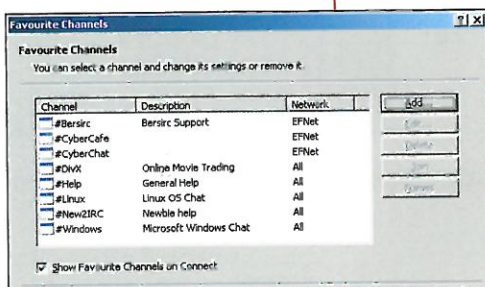 Favourite Channels
Favourite Channels
You can select a channel and change its settings or remove it.
Channel Description Network
#Bersirc Bersirc Support EFNet
#CyberCafe EFNet
#CyberChat EFNet
#DivX Online Movie Trading All
#Help General Help All
#Linux Linux OS Chat All
#New2IRC Newbie help All
#Windows Microsoft Windows Chat All
Add
Delete
Show Favourite Channels on Connect